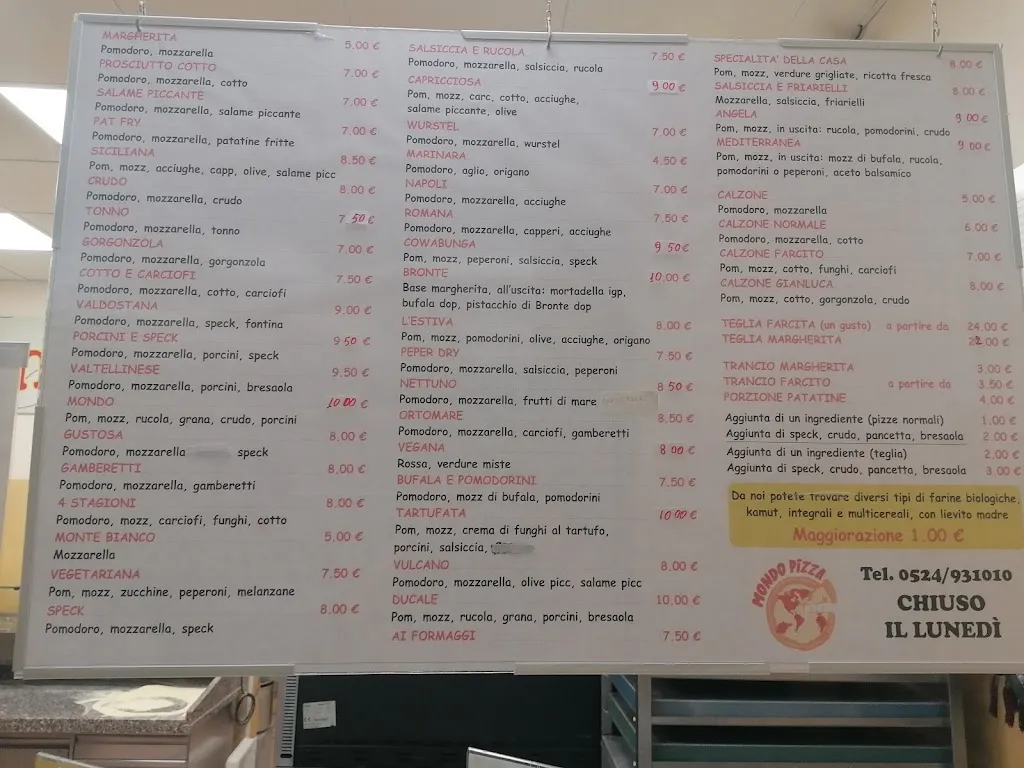 MARGHERITA 5.00 €
Pomodoro, mozzarella
PROSCIUTTO COTTO 7.00 €
Pomodoro, mozzarella, cotto
SALAME PICCANTE 7.00 €
Pomodoro, mozzarella, salame piccante
PAT FRY 7.00 €
Pomodoro, mozzarella, patatine fritte
SICILIANA 8.50 €
Pom, mozz, acciughe, capp, olive, salame picc
CRUDO 8.00 €
Pomodoro, mozzarella, crudo
TONNO 7 50 €
Pomodoro, mozzarella, tonno
GORGONZOLA 7.00 €
Pomodoro, mozzarella, gorgonzola
COTTO E CARCIOFI 7.50 €
Pomodoro, mozzarella, cotto, carciofi
VALDOSTANA 9.00 €
Pomodoro, mozzarella, speck, fontina
PORCINI E SPECK 9 50 €
Pomodoro, mozzarella, porcini, speck
VALTELLINESE 9.50 €
Pomodoro, mozzarella, porcini, bresaola
MONDO 10 00 €
Pom, mozz, rucola, grana, crudo, porcini
GUSTOSA 8.00 €
Pomodoro, mozzarella speck
GAMBERETTI 8.00 €
Pomodoro, mozzarella, gamberetti
4 STAGIONI 8.00 €
Pomodoro, mozz, carciofi, funghi, cotto
MONTE BIANCO 5.00 €
Mozzarella
VEGETARIANA 7.50 €
Pom, mozz, zucchine, peperoni, melanzane
SPECK 8.00 €
Pomodoro, mozzarella, speck
SALSICCIA E RUCOLA 7.50 €
Pomodoro, mozzarella, salsiccia, rucola
CAPRICCIOSA 9 00 €
Pom, mozz, carc, cotto, acciughe,
salame piccante, olive
WURSTEL 7.00 €
Pomodoro, mozzarella, wurstel
MARINARA 4.50 €
Pomodoro, aglio, origano
NAPOLI 7.00 €
Pomodoro, mozzarella, acciughe
ROMANA 7.50 €
Pomodoro, mozzarella, capperi, acciughe
COWABUNGA 9 50€
Pom, mozz, peperoni, salsiccia, speck
BRONTE 10.00 €
Base margherita, all'uscita: mortadella igp,
bufala dop, pistacchio di Bronte dop
L'ESTIVA 8.00 €
Pom, mozz, pomodorini, olive, acciughe, origano
PEPER DRY 7.50 €
Pomodoro, mozzarella, salsiccia, peperoni
NETTUNO 8 50 €
Pomodoro, mozzarella, frutti di mare
ORTOMARE 8.50 €
Pomodoro, mozzarella, carciofi, gamberetti
VEGANA 8 00 €
Rossa, verdure miste
BUFALA E POMODORINI 7.50 €
Pomodoro, mozz di bufala, pomodorini
TARTUFATA 10 00 €
Pom, mozz, crema di funghi al tartufo,
porcini, salsiccia,
VULCANO 8.00 €
Pomodoro, mozzarella, olive picc, salame picc
DUCALE 10.00 €
Pom, mozz, rucola, grana, porcini, bresaola
AI FORMAGGI 7.50 €
SPECIALITA' DELLA CASA 8.00 €
Pom, mozz, verdure grigliate, ricotta fresca
SALSICCIA E FRIARIELLI 8.00 €
Mozzarella, salsiccia, friarielli
ANGELA 9 00 €
Pom, mozz, in uscita: rucola, pomodorini, crudo
MEDITERRANEA 9 00 €
Pom, mozz, in uscita: mozz di bufala, rucola,
pomodorini o peperoni, aceto balsamico
CALZONE 5.00 €
Pomodoro, mozzarella
CALZONE NORMALE 6.00 €
Pomodoro, mozzarella, cotto
CALZONE FARCITO 7.00 €
Pom, mozz, cotto, funghi, carciofi
CALZONE GIANLUCA 8.00 €
Pom, mozz, cotto, gorgonzola, crudo
TEGLIA FARCITA (un gusto) a partire da 24.00 €
TEGLIA MARGHERITA 22.00 €
TRANCIO MARGHERITA 3.00 €
TRANCIO FARCITO a partire da 3.50 €
PORZIONE PATATINE 4.00 €
Aggiunta di un ingrediente (pizze normali) 1.00 €
Aggiunta di speck, crudo, pancetta, bresaola 2.00 €
Aggiunta di un ingrediente (teglia) 2.00 €
Aggiunta di speck, crudo, pancetta, bresaola 3.00 €
Da noi potete trovare diversi tipi di farine biologiche,
kamut, integrali e multicereali, con lievito madre
Maggiorazione 1.00 €
MONDO PIZZA
Tel. 0524/931010
CHIUSO
IL LUNEDÌ